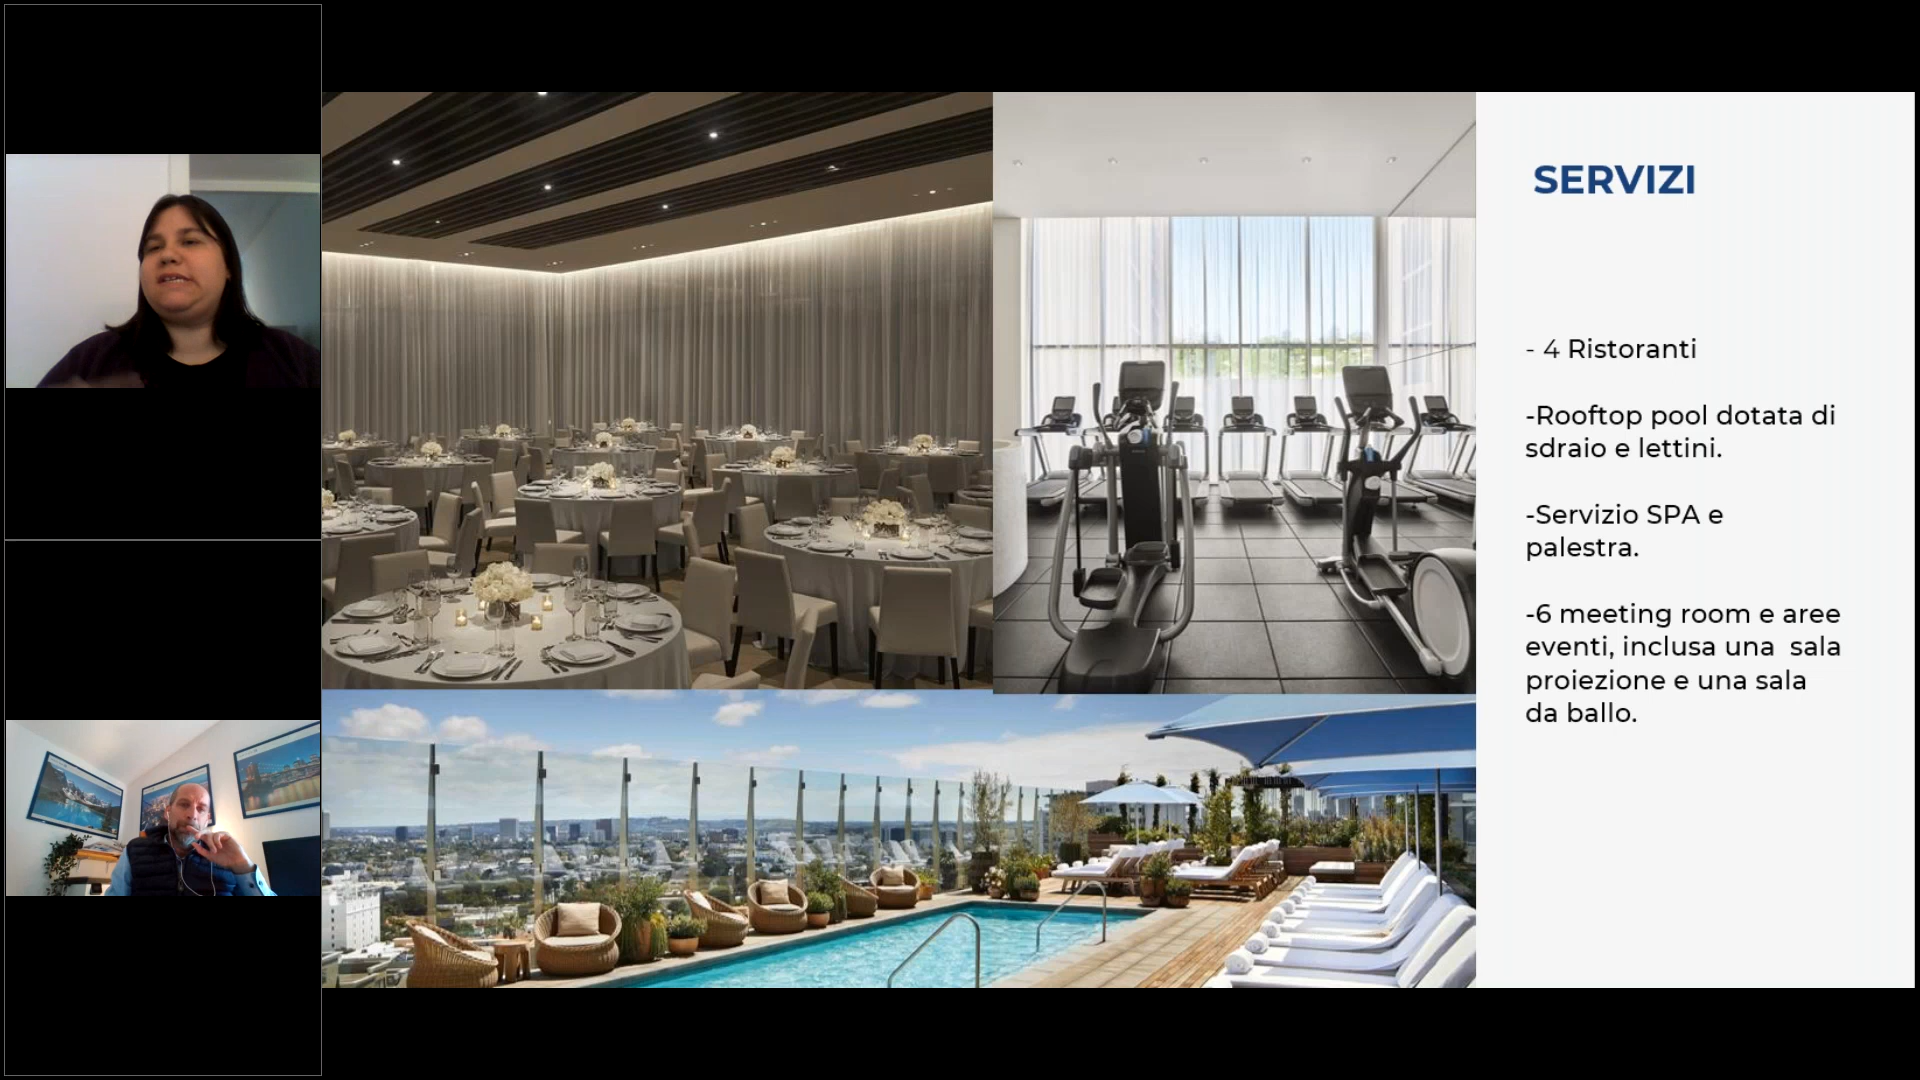 SERVIZI
- 4 Ristoranti
-Rooftop pool dotata di
sdraio e lettini.
-Servizio SPA e
palestra.
-6 meeting room e aree
eventi, inclusa una  sala
proiezione e una sala
da ballo.